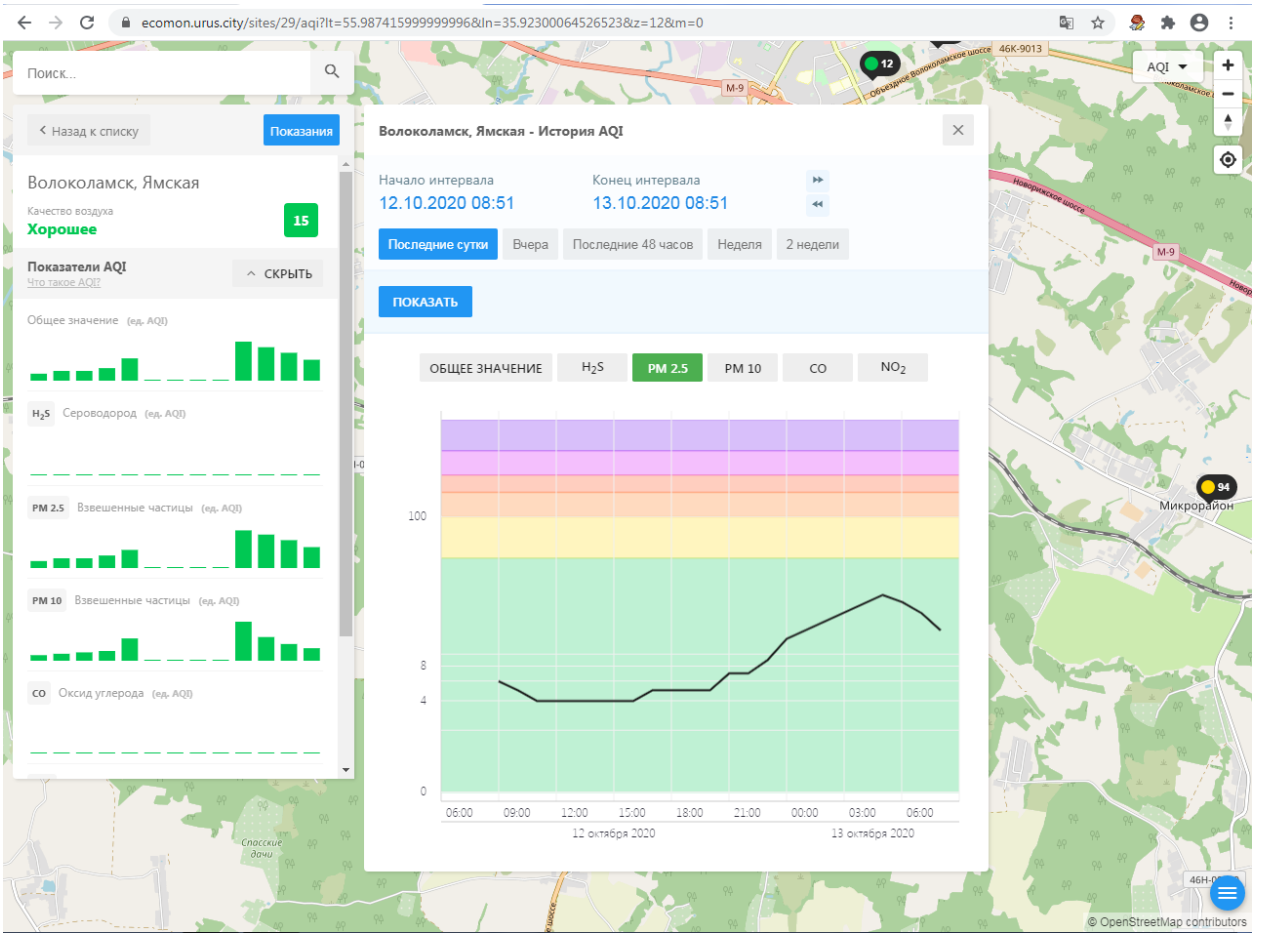 ecomon.urus.city/sites/29/aqi?lt=55.987415999999996&ln=35.92300064526523&z=12&m=0
Поиск...
Назад к списку
Показания
Волоколамск, Ямская
Качество воздуха
Хорошее
15
Показатели AQI
Что такое AQI?
СКРЫТЬ
Общее значение (ед. AQI)
H₂S Сероводород (ед. AQI)
PM 2.5 Взвешенные частицы (ед. AQI)
PM 10 Взвешенные частицы (ед. AQI)
CO Оксид углерода (ед. AQI)
Волоколамск, Ямская - История AQI
Начало интервала
12.10.2020 08:51
Конец интервала
13.10.2020 08:51
Последние сутки Вчера Последние 48 часов Неделя 2 недели
ПОКАЗАТЬ
ОБЩЕЕ ЗНАЧЕНИЕ H₂S PM 2.5 PM 10 CO NO₂
100
8
4
0
06:00 09:00 12:00 15:00 18:00 21:00 00:00 03:00 06:00
12 октября 2020 13 октября 2020
M-9
12
Объездное Волоколамское шоссе
46К-9013
AQI
+
−
Новорижское шоссе
M-9
94
Микрорайон
Спасские
дачи
© OpenStreetMap contributors